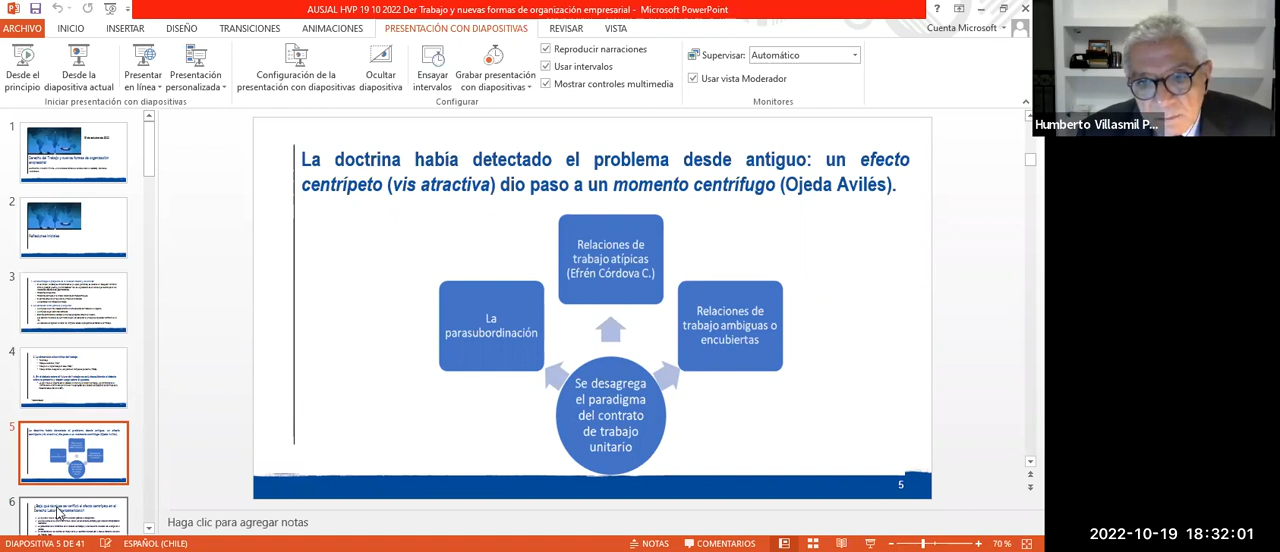 AUSJAL HVP 19 10 2022 Der Trabajo y nuevas formas de organización empresarial - Microsoft PowerPoint
ARCHIVO INICIO INSERTAR DISEÑO TRANSICIONES ANIMACIONES PRESENTACIÓN CON DIAPOSITIVAS REVISAR VISTA Cuenta Microsoft
Desde el principio
Desde la diapositiva actual
Presentar en línea
Presentación personalizada
Iniciar presentación con diapositivas
Configuración de la presentación con diapositivas
Ocultar diapositiva
Ensayar intervalos
Grabar presentación con diapositivas
Reproducir narraciones
Usar intervalos
Mostrar controles multimedia
Configurar
Supervisar: Automático
Usar vista Moderador
Monitores
Humberto Villasmil P...
1
2
3
4
5
6
La doctrina había detectado el problema desde antiguo: un efecto
centrípeto (vis atractiva) dio paso a un momento centrífugo (Ojeda Avilés).
Relaciones de
trabajo atípicas
(Efrén Córdova C.)
La
parasubordinación
Relaciones de
trabajo ambiguas o
encubiertas
Se desagrega
el paradigma
del contrato
de trabajo
unitario
5
Haga clic para agregar notas
DIAPOSITIVA 5 DE 41 ESPAÑOL (CHILE) NOTAS COMENTARIOS 70 %
2022-10-19 18:32:01